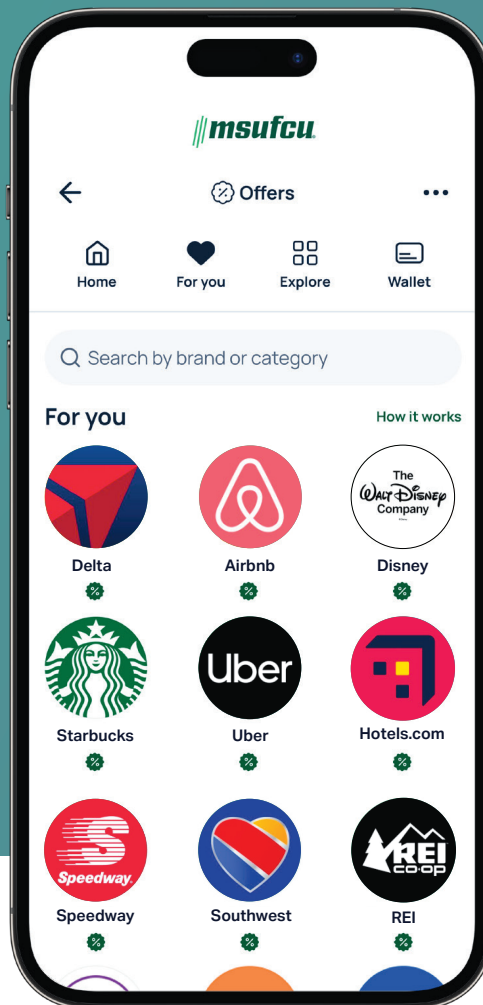 msufcu
Offers
Home For you Explore Wallet
Search by brand or category
For you How it works
The
Walt Disney
Company
Delta Airbnb Disney
% % %
Uber
Starbucks Uber Hotels.com
% % %
S
Speedway
REI
CO·OP
Speedway Southwest REI
% % %